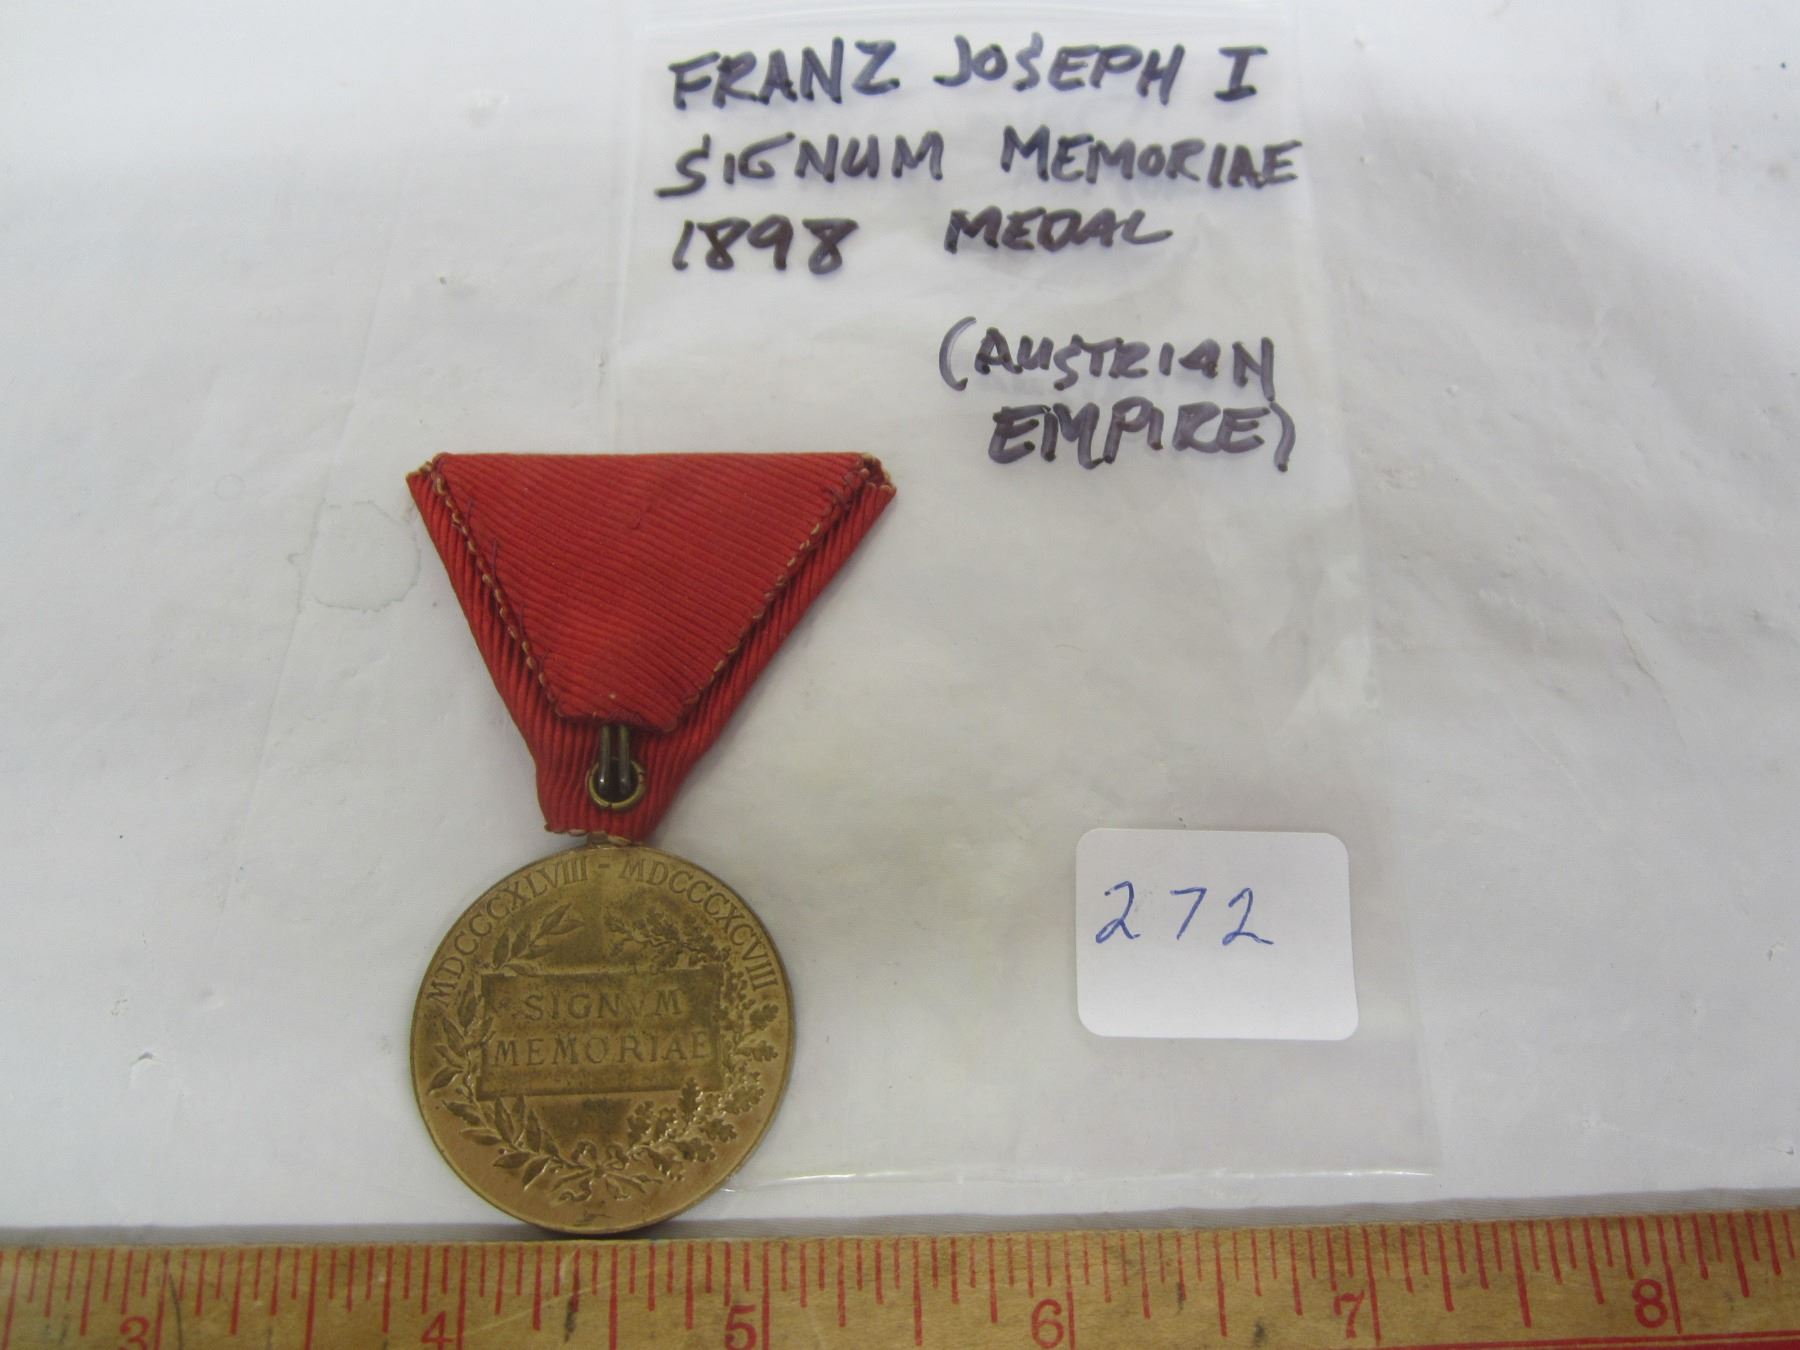 FRANZ JOSEPH I
SIGNUM MEMORIAE
1898 MEDAL
(AUSTRIAN
EMPIRE)
MDCCCXLVIII - MDCCCXCVIII
SIGNVM
MEMORIAE
272
3 4 5 6 7 8